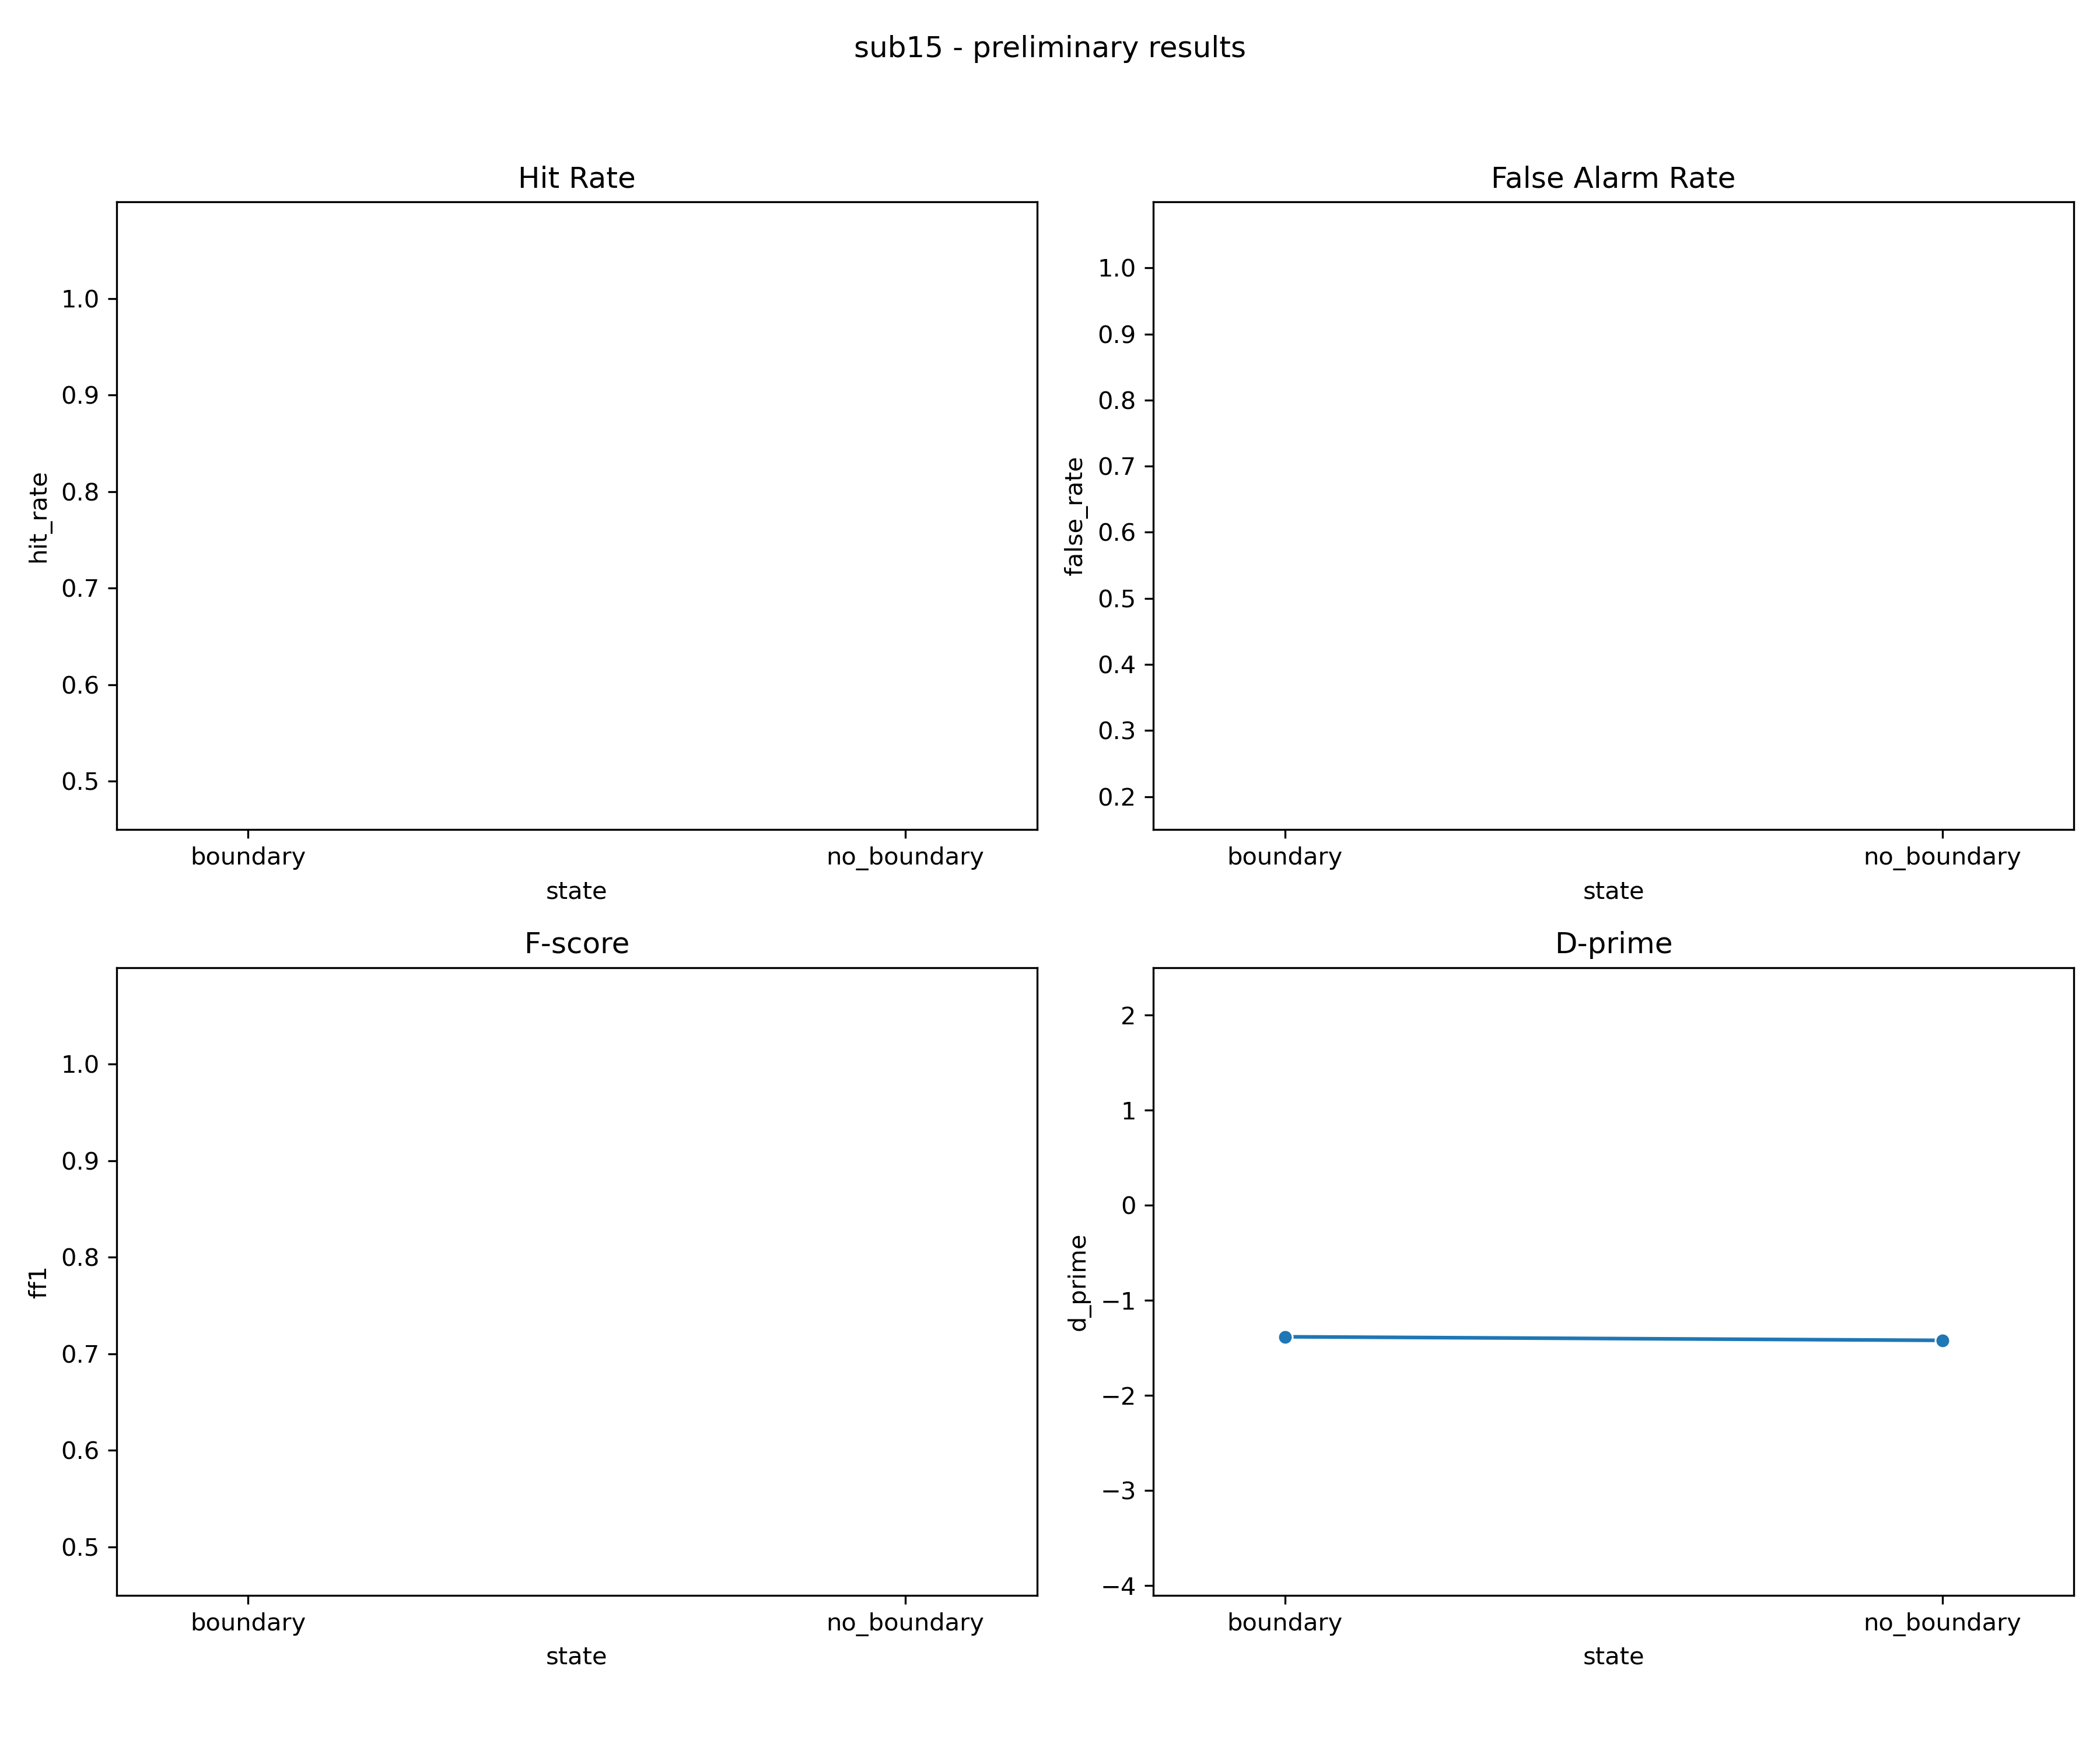 sub15 - preliminary results
Hit Rate
hit_rate
1.0
0.9
0.8
0.7
0.6
0.5
boundary
no_boundary
state
False Alarm Rate
false_rate
1.0
0.9
0.8
0.7
0.6
0.5
0.4
0.3
0.2
boundary
no_boundary
state
F-score
ff1
1.0
0.9
0.8
0.7
0.6
0.5
boundary
no_boundary
state
D-prime
d_prime
2
1
0
−1
−2
−3
−4
boundary
no_boundary
state